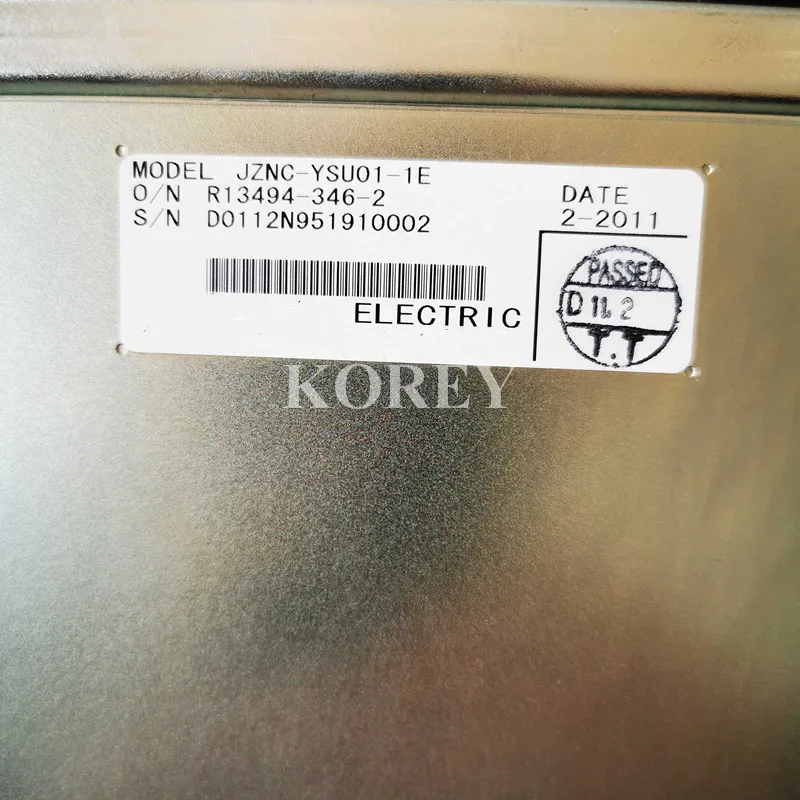 MODEL JZNC-YSU01-1E
O/N R13494-346-2
S/N D0112N951910002
DATE
2-2011
ELECTRIC
PASSED
D 11. 2
T.T
KOREY